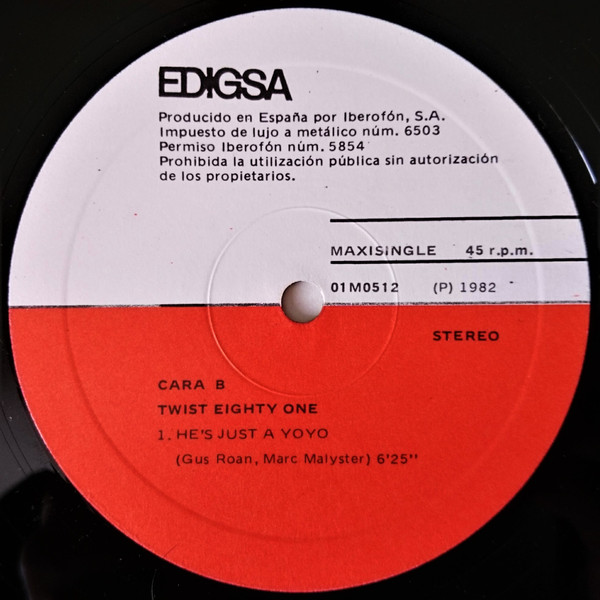 EDIGSA
Producido en España por Iberofón, S.A.
Impuesto de lujo a metálico núm. 6503
Permiso Iberofón núm. 5854
Prohibida la utilización pública sin autorización
de los propietarios.
MAXISINGLE 45 r.p.m.
01M0512 (P) 1982
STEREO
CARA B
TWIST EIGHTY ONE
1. HE'S JUST A YOYO
(Gus Roan, Marc Malyster) 6'25''